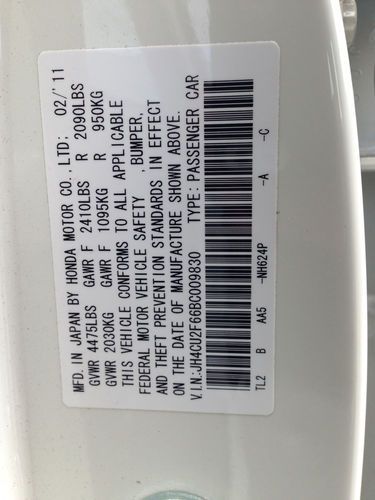 MFD. IN JAPAN BY HONDA MOTOR CO., LTD: 02/'11
GVWR 4475LBS GAWR F 2410LBS R 2090LBS
GVWR 2030KG GAWR F 1095KG R 950KG
THIS VEHICLE CONFORMS TO ALL APPLICABLE
FEDERAL MOTOR VEHICLE SAFETY ,BUMPER,
AND THEFT PREVENTION STANDARDS IN EFFECT
ON THE DATE OF MANUFACTURE SHOWN ABOVE.
V.I.N.:JH4CU2F66BC009830 TYPE: PASSENGER CAR
TL2 B AA5 -NH624P -A -C